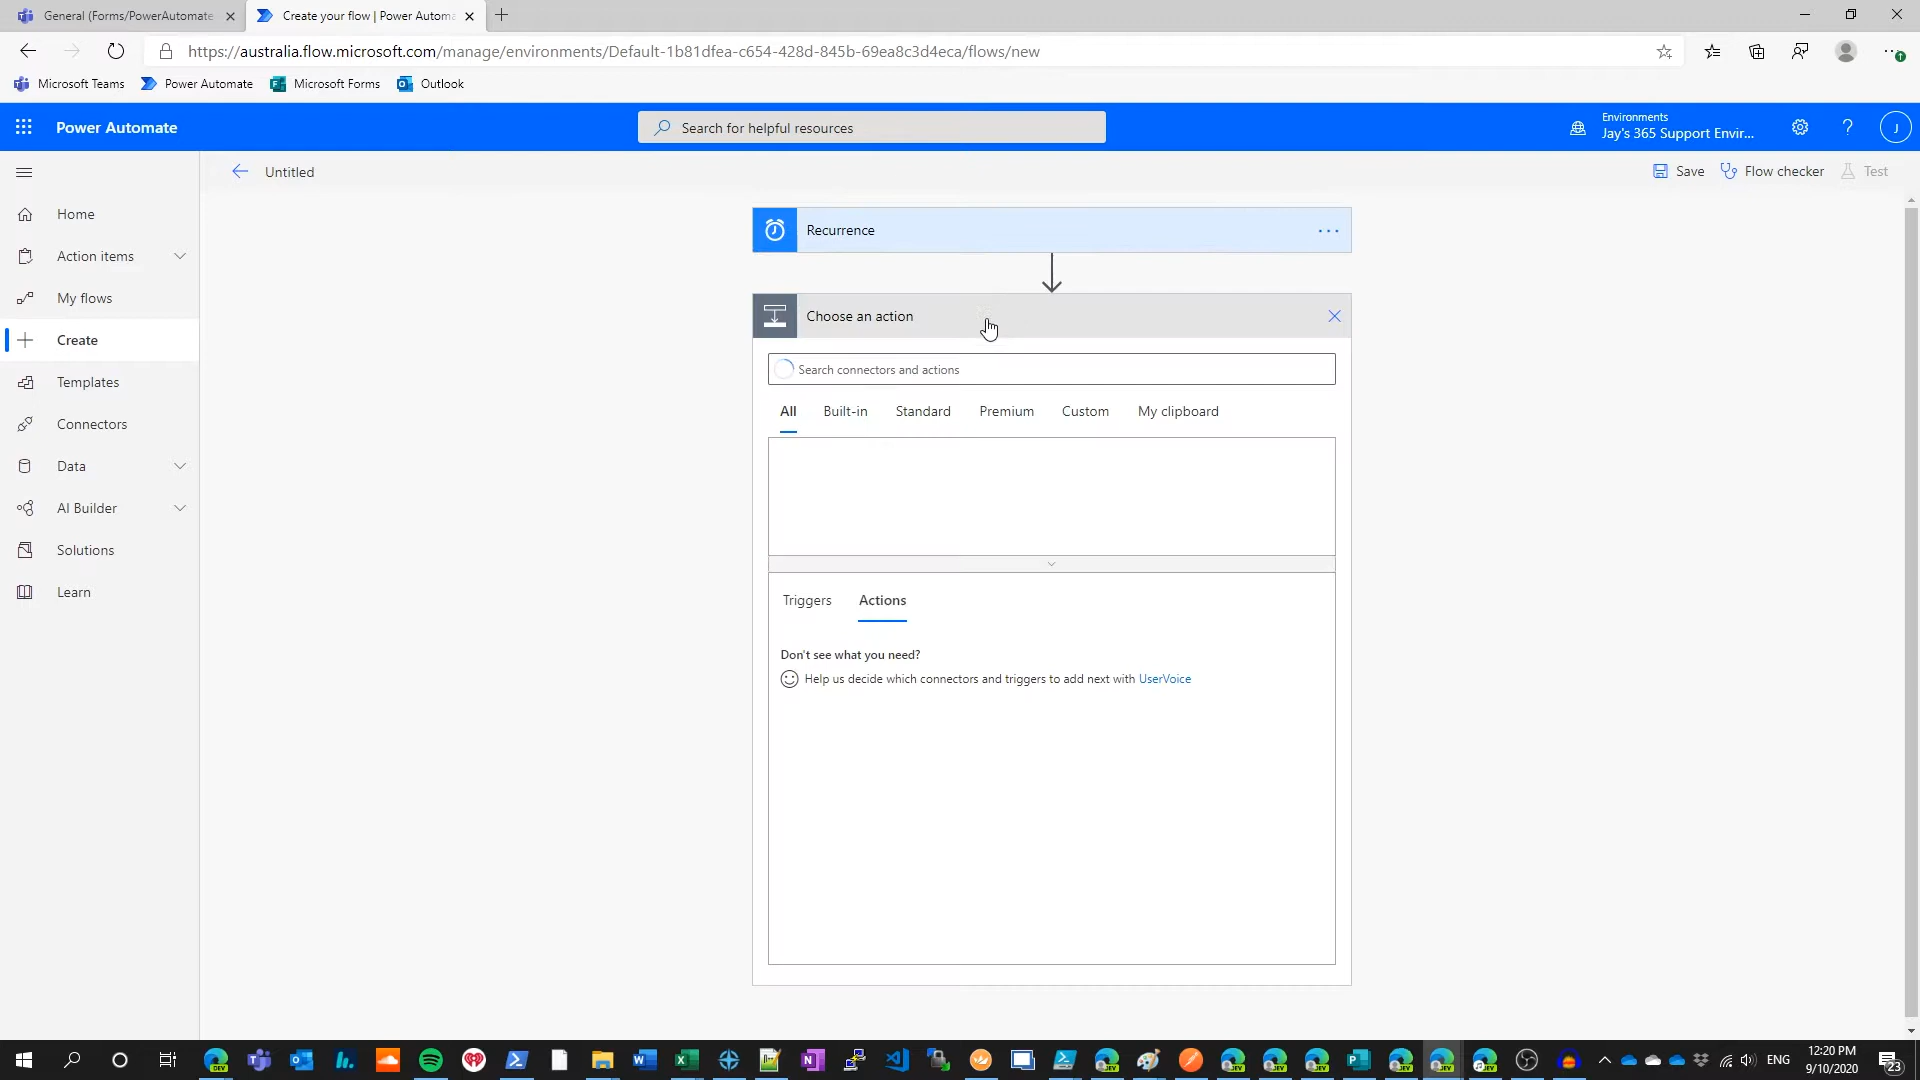 General (Forms/PowerAutomate
Create your flow | Power Automa
https://australia.flow.microsoft.com/manage/environments/Default-1b81dfea-c654-428d-845b-69ea8c3d4eca/flows/new
Microsoft Teams Power Automate Microsoft Forms Outlook
Power Automate
Search for helpful resources
Environments
Jay's 365 Support Envir...
?
J
Untitled
Save Flow checker Test
Home
Action items
My flows
Create
Templates
Connectors
Data
AI Builder
Solutions
Learn
Recurrence
Choose an action
Search connectors and actions
All Built-in Standard Premium Custom My clipboard
Triggers Actions
Don't see what you need?
Help us decide which connectors and triggers to add next with UserVoice
ENG
12:20 PM
9/10/2020
23